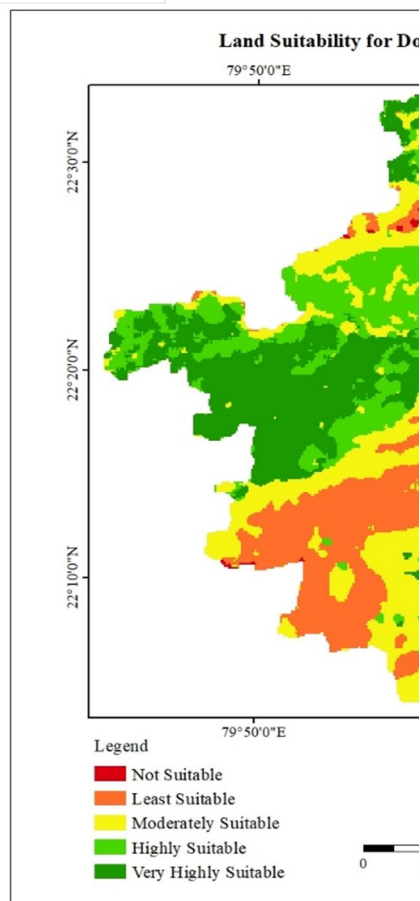 Land Suitability for Do
79°50'0"E
22°30'0"N
22°20'0"N
22°10'0"N
79°50'0"E
Legend
Not Suitable
Least Suitable
Moderately Suitable
Highly Suitable
Very Highly Suitable
0